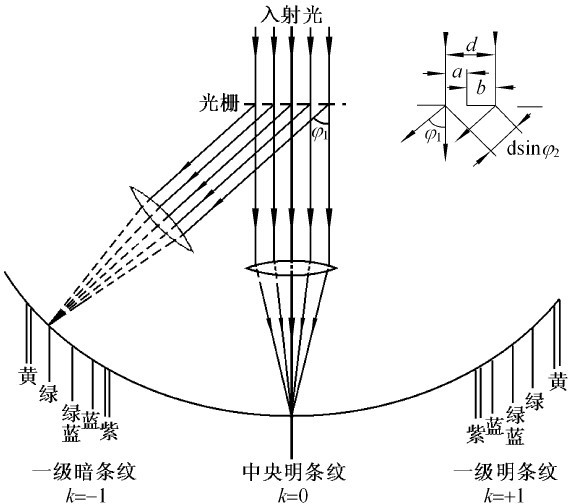 入射光
光栅
φ₁
d
a
b
φ₁
dsinφ₂
黄
绿
绿蓝
蓝
紫
紫
蓝
绿蓝
绿
黄
一级暗条纹
k=-1
中央明条纹
k=0
一级明条纹
k=+1